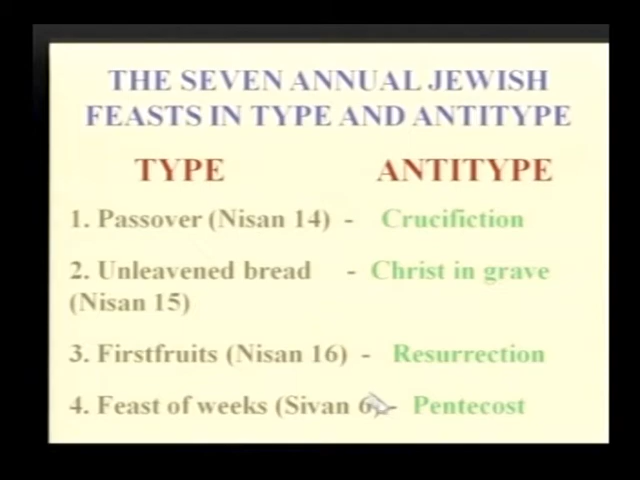 THE SEVEN ANNUAL JEWISH
FEASTS IN TYPE AND ANTITYPE
TYPE ANTITYPE
1. Passover (Nisan 14) - Crucifiction
2. Unleavened bread - Christ in grave
(Nisan 15)
3. Firstfruits (Nisan 16) - Resurrection
4. Feast of weeks (Sivan 6) - Pentecost